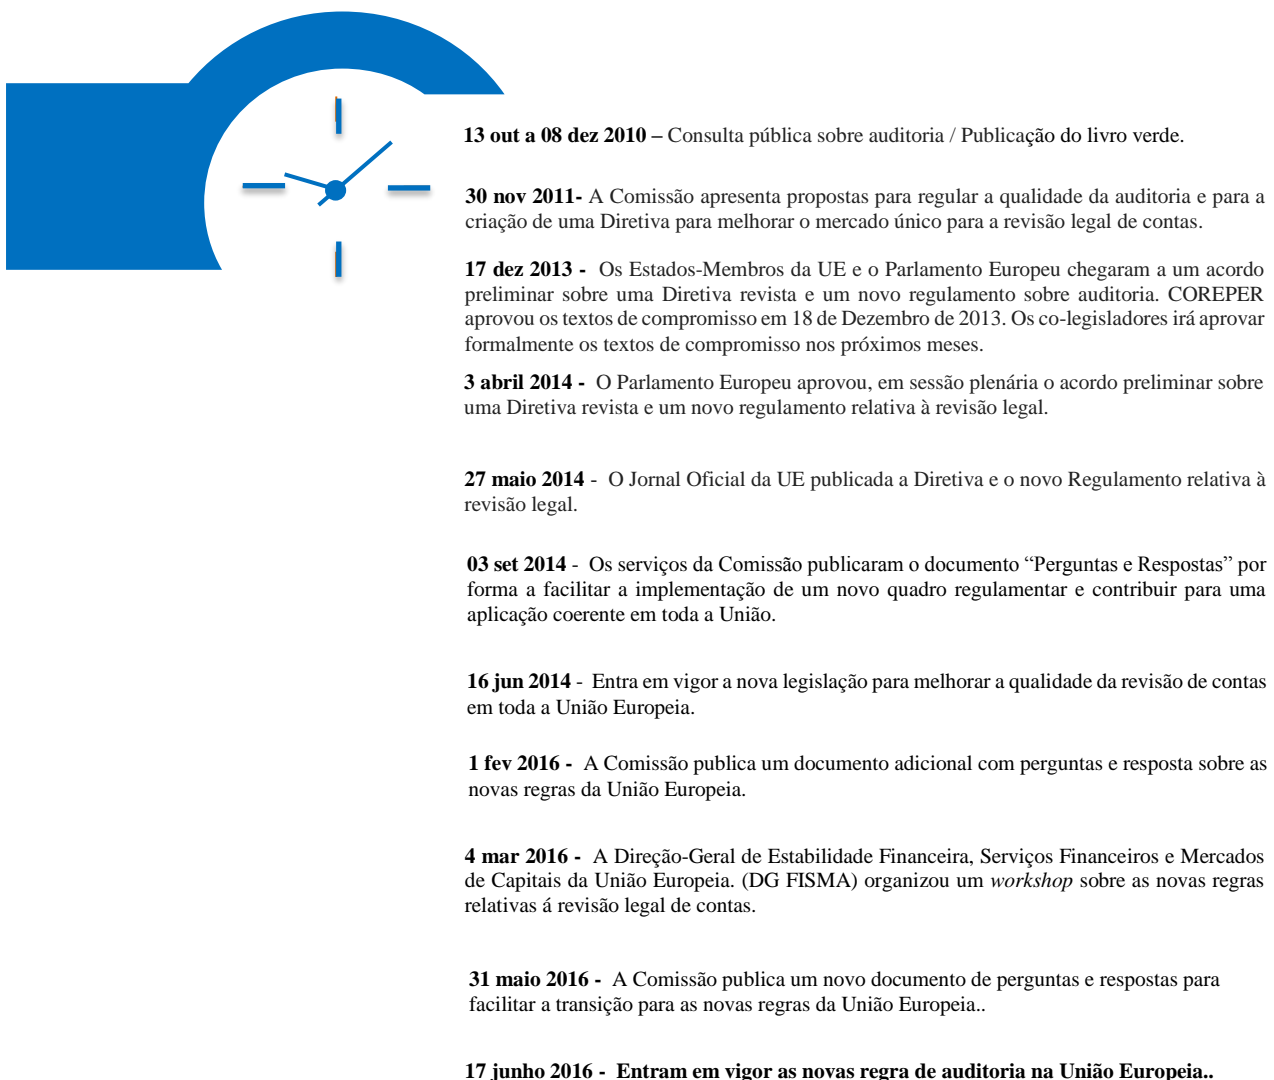 13 out a 08 dez 2010 – Consulta pública sobre auditoria / Publicação do livro verde.
30 nov 2011- A Comissão apresenta propostas para regular a qualidade da auditoria e para a
criação de uma Diretiva para melhorar o mercado único para a revisão legal de contas.
17 dez 2013 - Os Estados-Membros da UE e o Parlamento Europeu chegaram a um acordo
preliminar sobre uma Diretiva revista e um novo regulamento sobre auditoria. COREPER
aprovou os textos de compromisso em 18 de Dezembro de 2013. Os co-legisladores irá aprovar
formalmente os textos de compromisso nos próximos meses.
3 abril 2014 - O Parlamento Europeu aprovou, em sessão plenária o acordo preliminar sobre
uma Diretiva revista e um novo regulamento relativa à revisão legal.
27 maio 2014 - O Jornal Oficial da UE publicada a Diretiva e o novo Regulamento relativa à
revisão legal.
03 set 2014 - Os serviços da Comissão publicaram o documento “Perguntas e Respostas” por
forma a facilitar a implementação de um novo quadro regulamentar e contribuir para uma
aplicação coerente em toda a União.
16 jun 2014 - Entra em vigor a nova legislação para melhorar a qualidade da revisão de contas
em toda a União Europeia.
1 fev 2016 - A Comissão publica um documento adicional com perguntas e resposta sobre as
novas regras da União Europeia.
4 mar 2016 - A Direção-Geral de Estabilidade Financeira, Serviços Financeiros e Mercados
de Capitais da União Europeia. (DG FISMA) organizou um workshop sobre as novas regras
relativas á revisão legal de contas.
31 maio 2016 - A Comissão publica um novo documento de perguntas e respostas para
facilitar a transição para as novas regras da União Europeia..
17 junho 2016 - Entram em vigor as novas regra de auditoria na União Europeia..